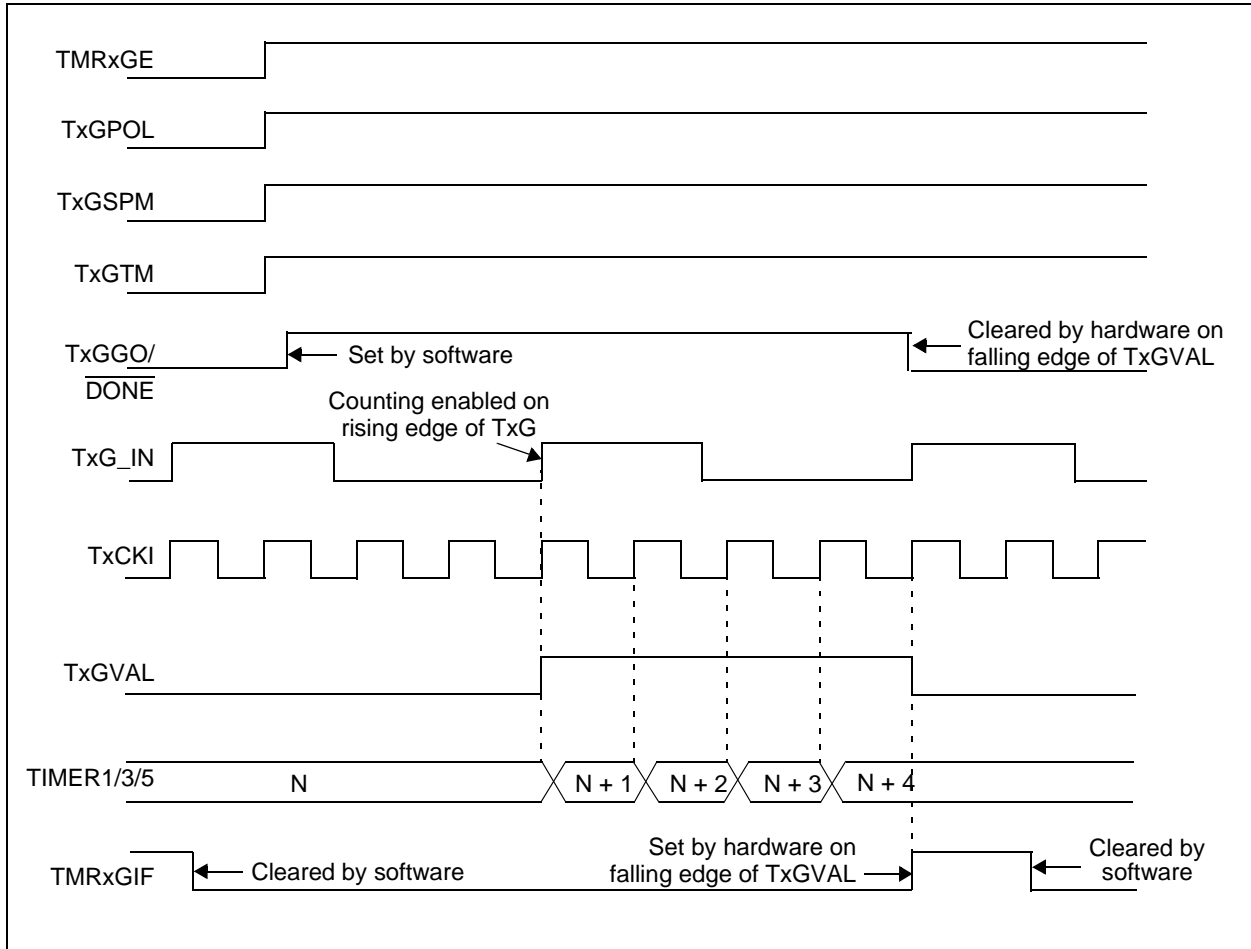 TMRxGE
TxGPOL
TxGSPM
TxGTM
TxGGO/
DONE
Set by software
Cleared by hardware on
falling edge of TxGVAL
Counting enabled on
rising edge of TxG
TxG_IN
TxCKI
TxGVAL
TIMER1/3/5
N
N + 1
N + 2
N + 3
N + 4
TMRxGIF
Cleared by software
Set by hardware on
falling edge of TxGVAL
Cleared by
software